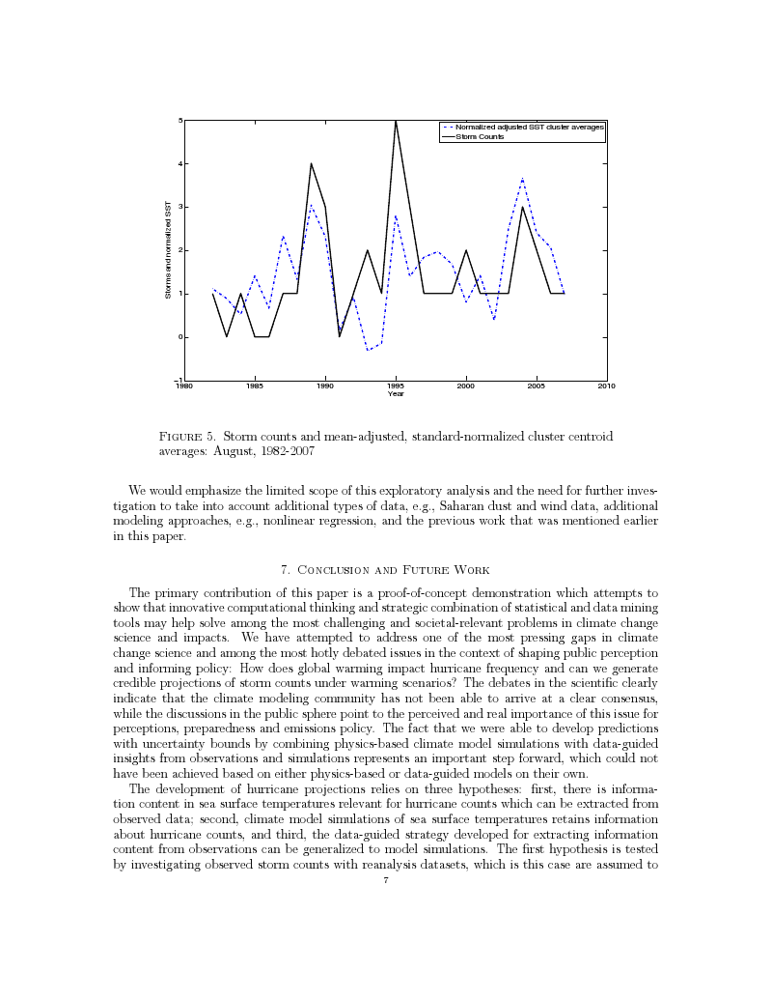 5
4
3
2
1
0
−1
Storms and normalized SST
Normalized adjusted SST cluster averages
Storm Counts
1980 1985 1990 1995 2000 2005 2010
Year
Figure 5. Storm counts and mean-adjusted, standard-normalized cluster centroid
averages: August, 1982-2007
We would emphasize the limited scope of this exploratory analysis and the need for further inves-
tigation to take into account additional types of data, e.g., Saharan dust and wind data, additional
modeling approaches, e.g., nonlinear regression, and the previous work that was mentioned earlier
in this paper.
7. Conclusion and Future Work
The primary contribution of this paper is a proof-of-concept demonstration which attempts to
show that innovative computational thinking and strategic combination of statistical and data mining
tools may help solve among the most challenging and societal-relevant problems in climate change
science and impacts. We have attempted to address one of the most pressing gaps in climate
change science and among the most hotly debated issues in the context of shaping public perception
and informing policy: How does global warming impact hurricane frequency and can we generate
credible projections of storm counts under warming scenarios? The debates in the scientific clearly
indicate that the climate modeling community has not been able to arrive at a clear consensus,
while the discussions in the public sphere point to the perceived and real importance of this issue for
perceptions, preparedness and emissions policy. The fact that we were able to develop predictions
with uncertainty bounds by combining physics-based climate model simulations with data-guided
insights from observations and simulations represents an important step forward, which could not
have been achieved based on either physics-based or data-guided models on their own.
The development of hurricane projections relies on three hypotheses: first, there is informa-
tion content in sea surface temperatures relevant for hurricane counts which can be extracted from
observed data; second, climate model simulations of sea surface temperatures retains information
about hurricane counts, and third, the data-guided strategy developed for extracting information
content from observations can be generalized to model simulations. The first hypothesis is tested
by investigating observed storm counts with reanalysis datasets, which is this case are assumed to
7